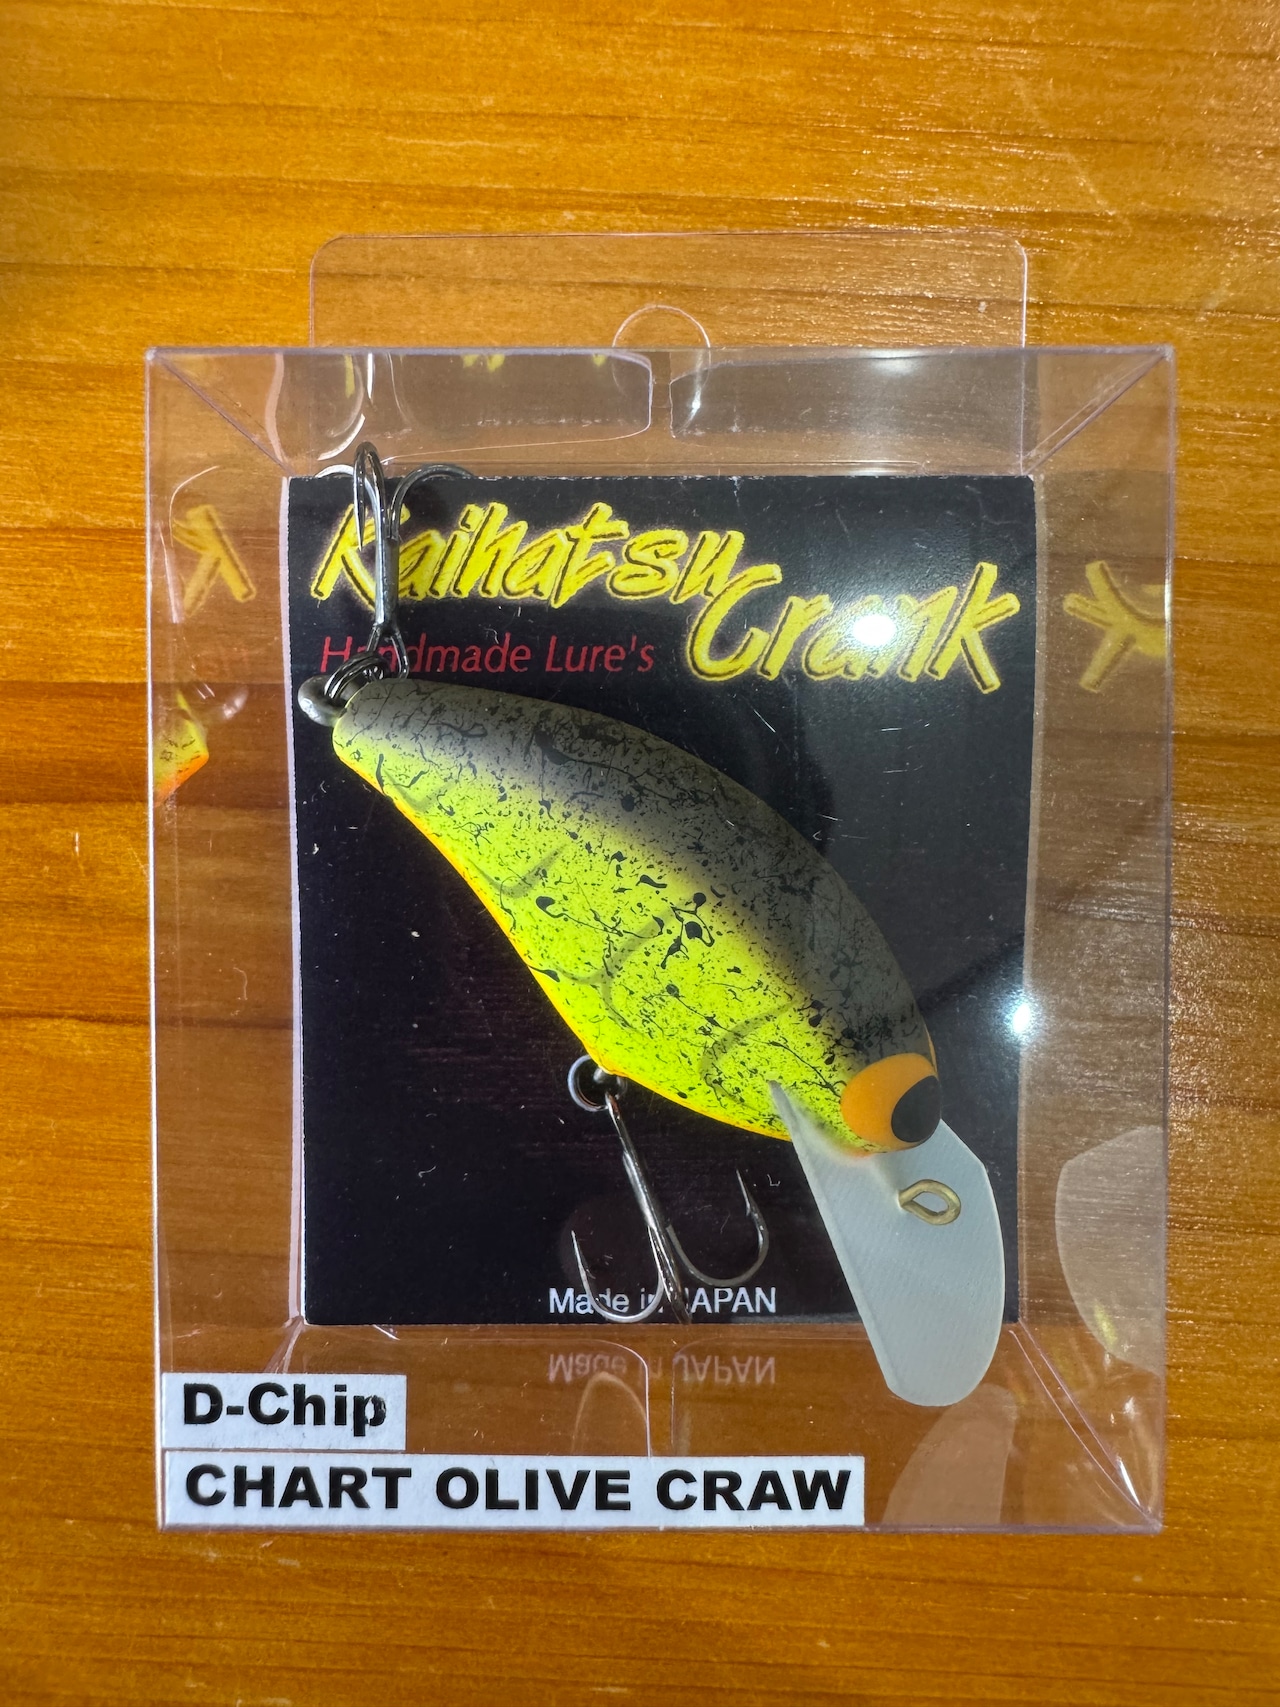 Kaihatsu
Crank
Handmade Lure's
Made in JAPAN
D-Chip
CHART OLIVE CRAW